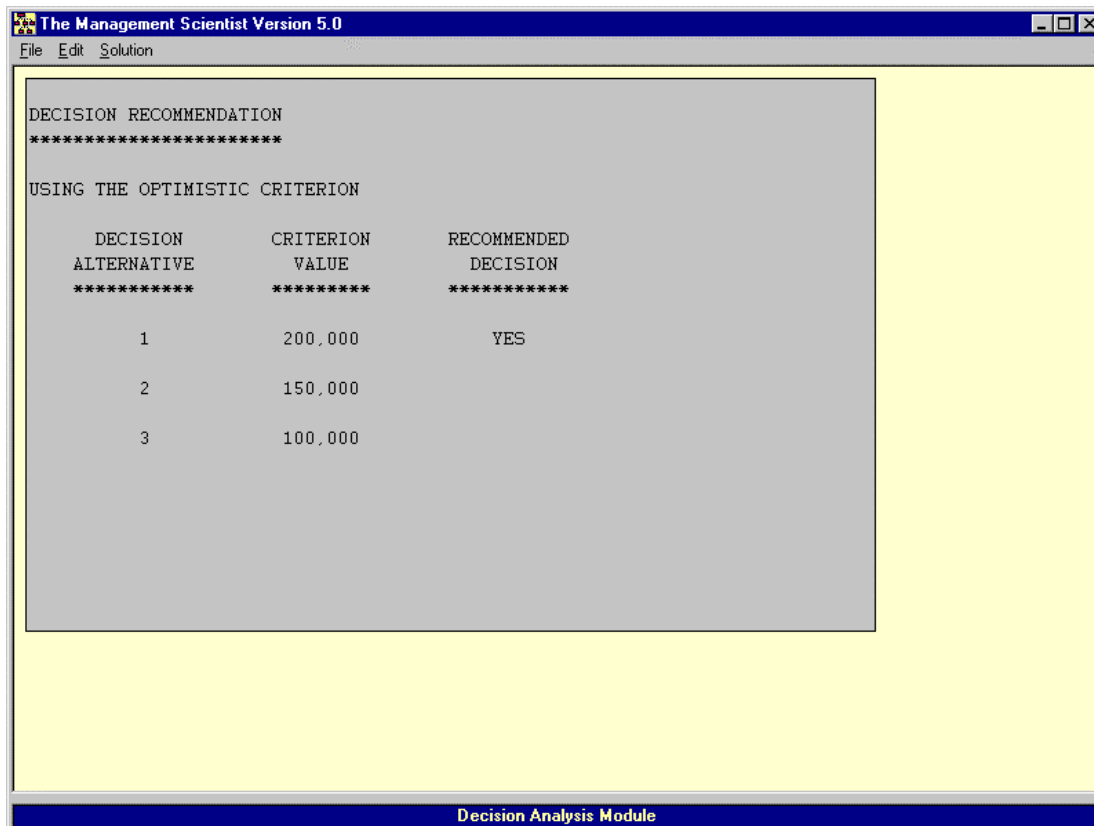 The Management Scientist Version 5.0
File Edit Solution
DECISION RECOMMENDATION
***********************
USING THE OPTIMISTIC CRITERION
DECISION CRITERION RECOMMENDED
ALTERNATIVE VALUE DECISION
*********** ********* ***********
1 200,000 YES
2 150,000
3 100,000
Decision Analysis Module